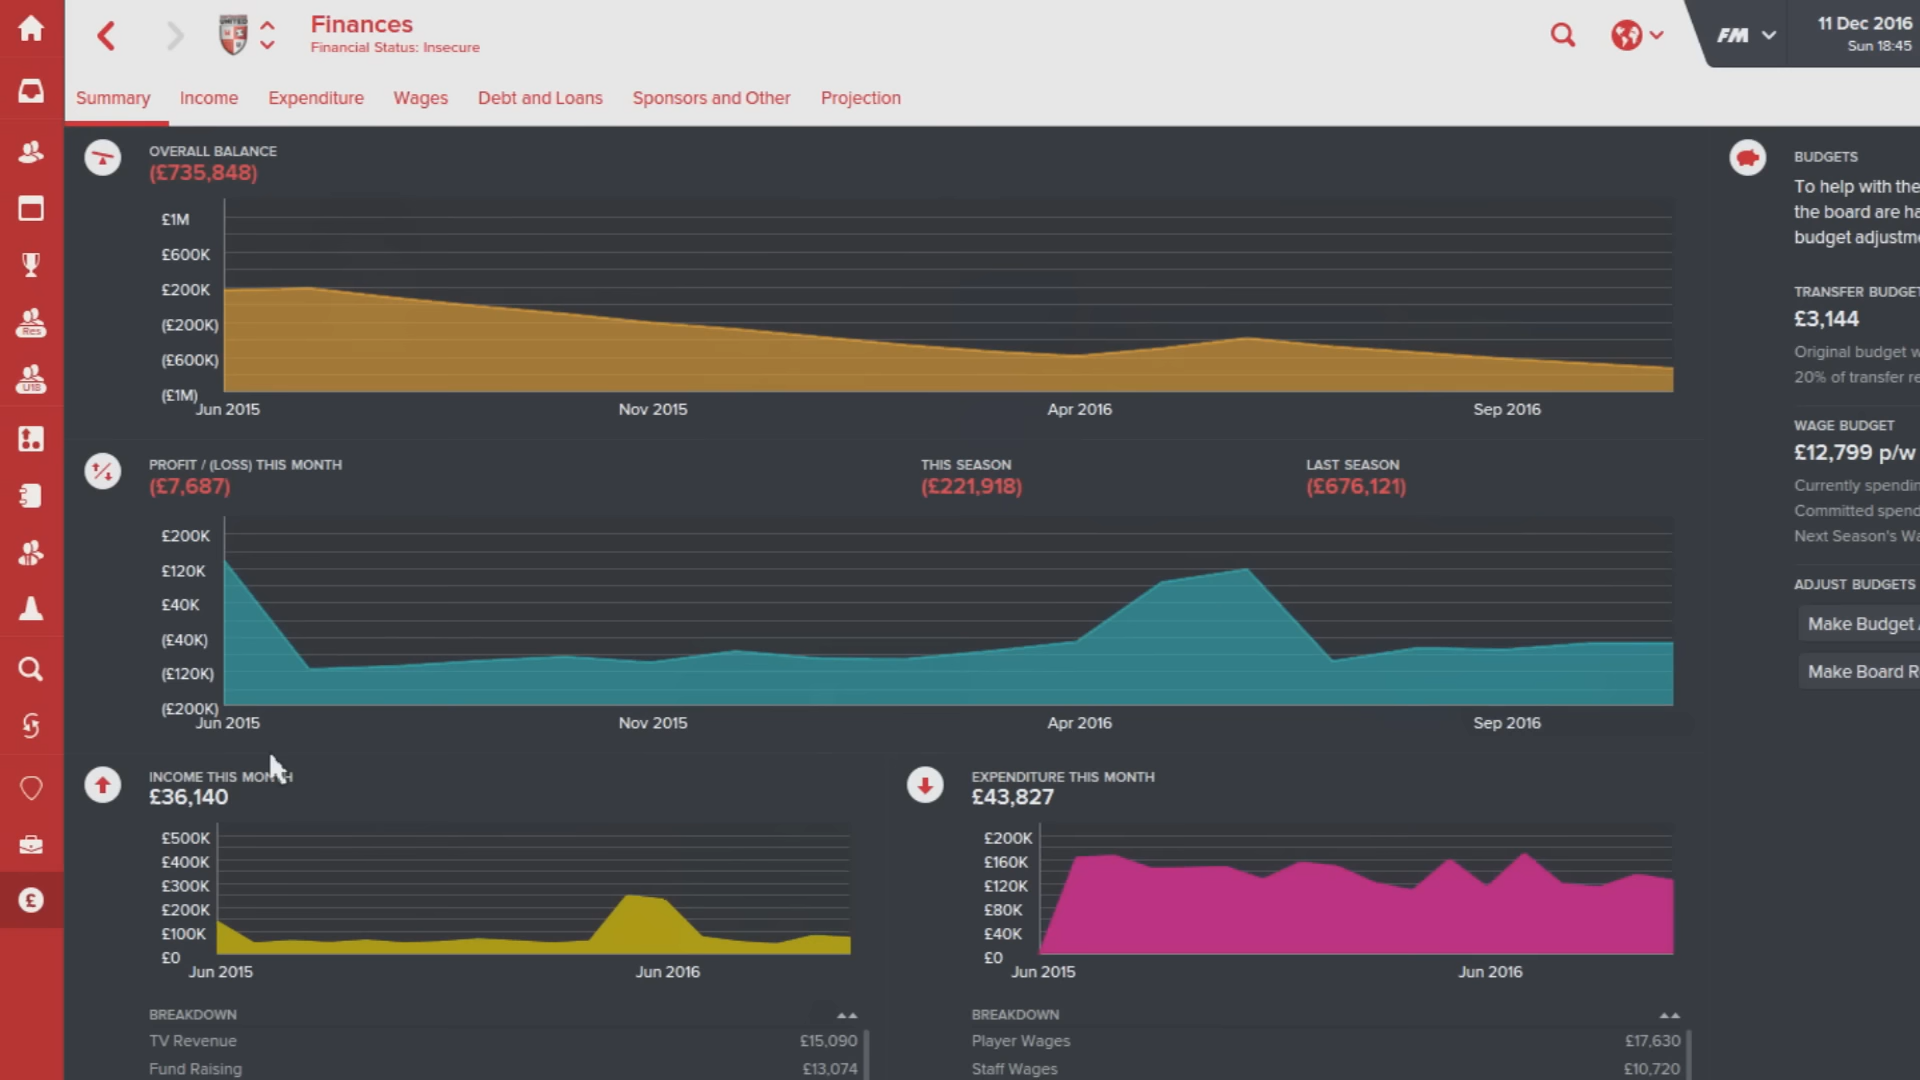 Finances
Financial Status: Insecure
FM
11 Dec 2016
Sun 18:45
Summary
Income
Expenditure
Wages
Debt and Loans
Sponsors and Other
Projection
OVERALL BALANCE
(£735,848)
£1M
£600K
£200K
(£200K)
(£600K)
(£1M)
Jun 2015
Nov 2015
Apr 2016
Sep 2016
PROFIT / (LOSS) THIS MONTH
(£7,687)
THIS SEASON
(£221,918)
LAST SEASON
(£676,121)
£200K
£120K
£40K
(£40K)
(£120K)
(£200K)
Jun 2015
Nov 2015
Apr 2016
Sep 2016
INCOME THIS MONTH
£36,140
£500K
£400K
£300K
£200K
£100K
£0
Jun 2015
Jun 2016
BREAKDOWN
TV Revenue £15,090
Fund Raising £13,074
EXPENDITURE THIS MONTH
£43,827
£200K
£160K
£120K
£80K
£40K
£0
Jun 2015
Jun 2016
BREAKDOWN
Player Wages £17,630
Staff Wages £10,720
BUDGETS
To help with the
the board are ha
budget adjustme
TRANSFER BUDGET
£3,144
Original budget w
20% of transfer re
WAGE BUDGET
£12,799 p/w
Currently spendin
Committed spend
Next Season's Wa
ADJUST BUDGETS
Make Budget A
Make Board R
Res
U18
UNITED